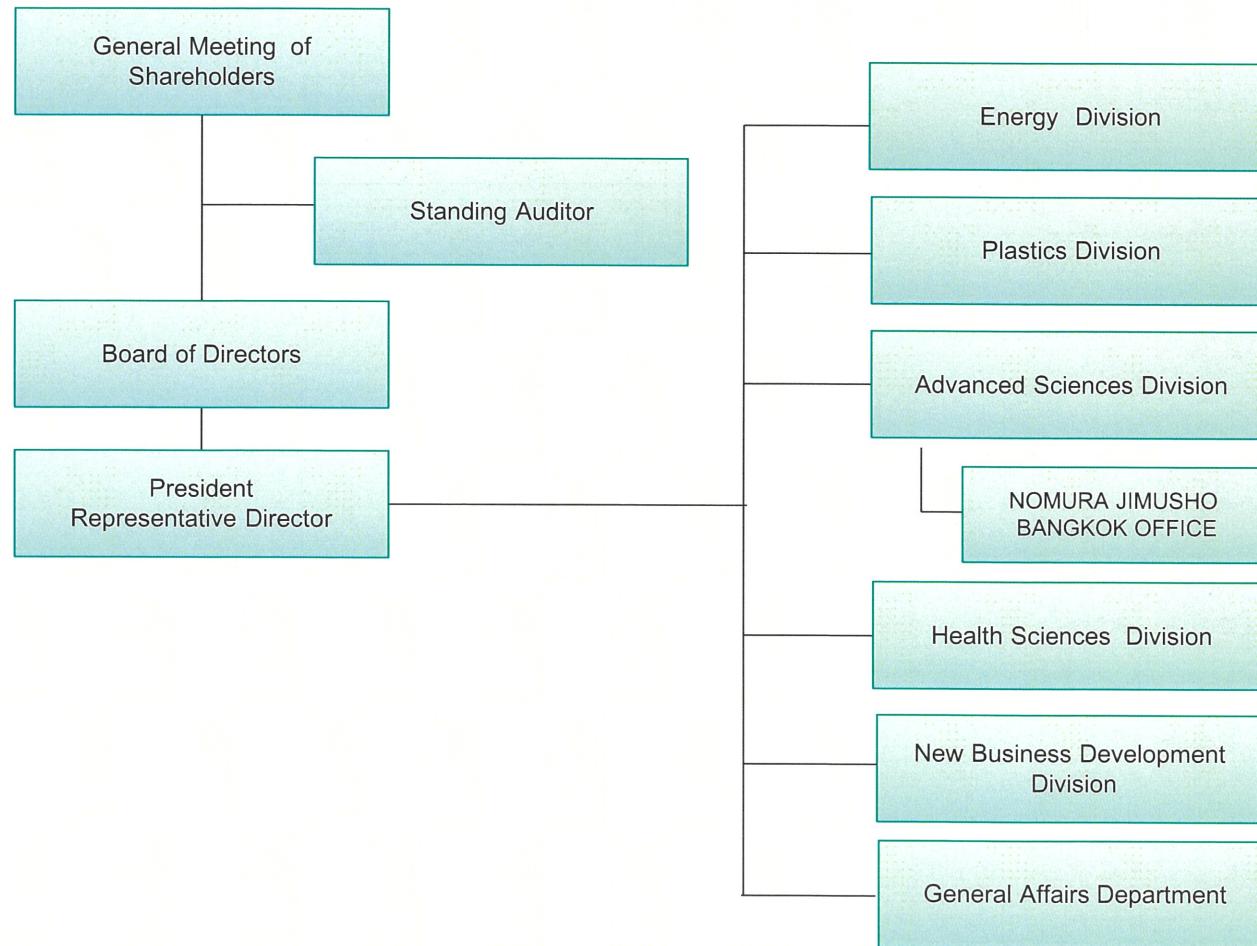 General Meeting of
Shareholders
Standing Auditor
Board of Directors
President
Representative Director
Energy Division
Plastics Division
Advanced Sciences Division
NOMURA JIMUSHO
BANGKOK OFFICE
Health Sciences Division
New Business Development
Division
General Affairs Department